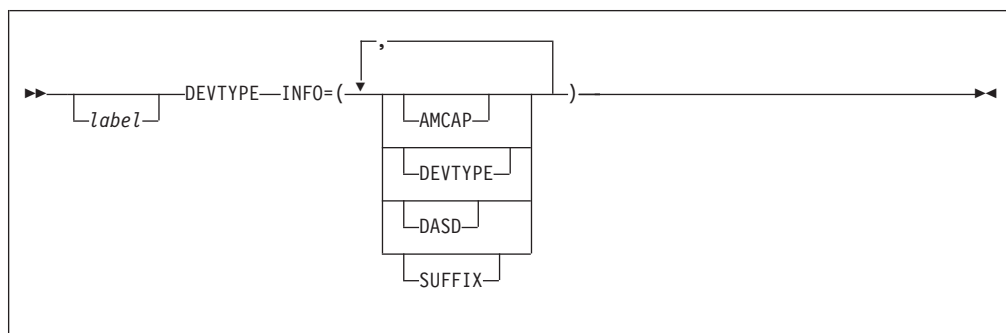 ,
DEVTYPE INFO=( )
label
AMCAP
DEVTYPE
DASD
SUFFIX